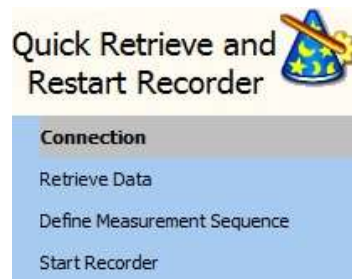 Quick Retrieve and
Restart Recorder
Connection
Retrieve Data
Define Measurement Sequence
Start Recorder